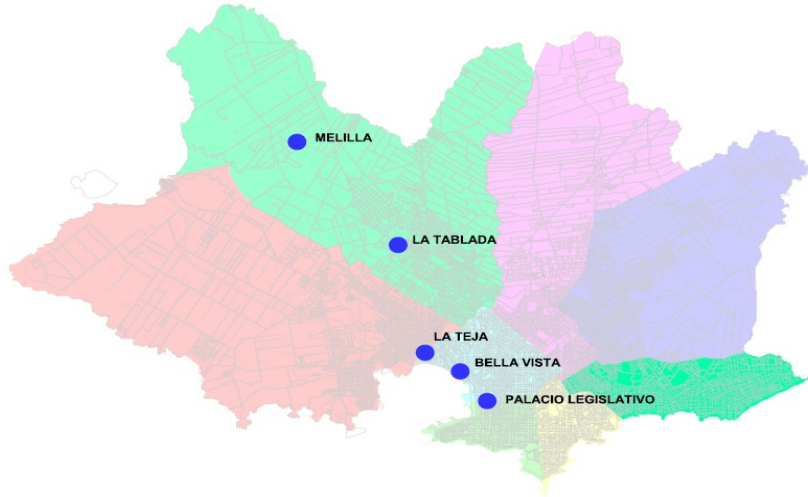 MELILLA
LA TABLADA
LA TEJA
BELLA VISTA
PALACIO LEGISLATIVO